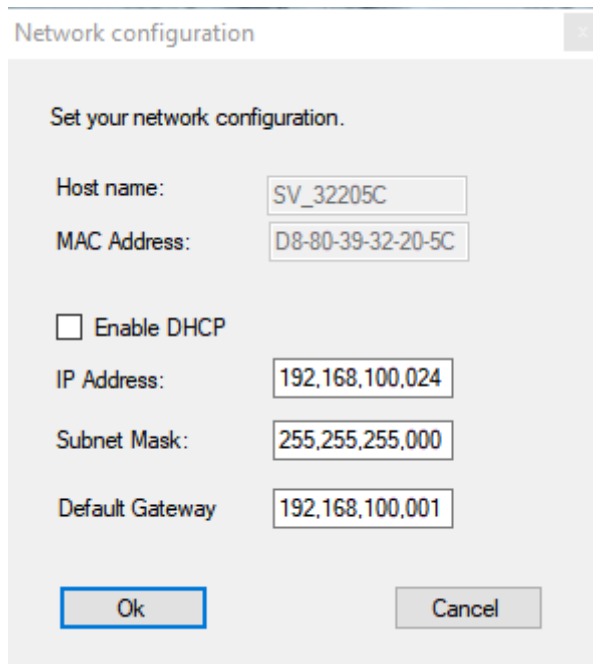 Network configuration
x
Set your network configuration.
Host name: SV_32205C
MAC Address: D8-80-39-32-20-5C
Enable DHCP
IP Address: 192,168,100,024
Subnet Mask: 255,255,255,000
Default Gateway 192,168,100,001
Ok Cancel